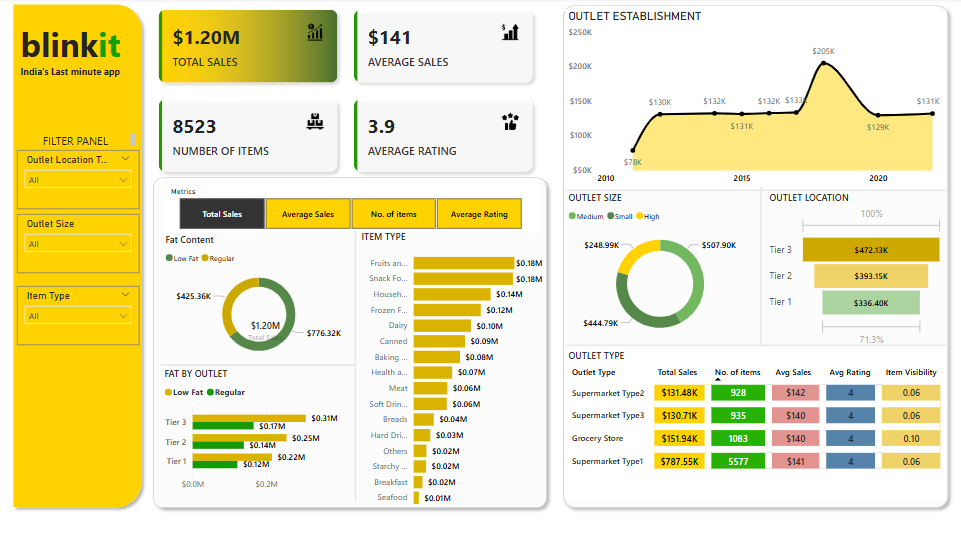 blinkit
India's Last minute app
FILTER PANEL
Outlet Location T...
All
Outlet Size
All
Item Type
All
$1.20M
TOTAL SALES
$141
AVERAGE SALES
8523
NUMBER OF ITEMS
3.9
AVERAGE RATING
Metrics
Total Sales
Average Sales
No. of items
Average Rating
Fat Content
Low Fat Regular
$425.36K
$1.20M
$776.32K
FAT BY OUTLET
Low Fat Regular
Tier 3 $0.31M
$0.17M
Tier 2 $0.25M
$0.14M
Tier 1 $0.22M
$0.12M
$0.0M $0.2M
ITEM TYPE
Fruits an... $0.18M
Snack Fo... $0.18M
Househ... $0.14M
Frozen F... $0.12M
Dairy $0.10M
Canned $0.09M
Baking ... $0.08M
Health a... $0.07M
Meat $0.06M
Soft Drin... $0.06M
Breads $0.04M
Hard Dri... $0.03M
Others $0.02M
Starchy ... $0.02M
Breakfast $0.02M
Seafood $0.01M
OUTLET ESTABLISHMENT
$250K
$200K
$150K
$100K
$50K
$78K
$130K
$132K
$131K
$132K
$133K
$205K
$129K
$131K
2010 2015 2020
OUTLET SIZE
Medium Small High
$248.99K
$507.90K
$444.79K
OUTLET LOCATION
100%
Tier 3 $472.13K
Tier 2 $393.15K
Tier 1 $336.40K
71.3%
OUTLET TYPE
Outlet Type Total Sales No. of items Avg Sales Avg Rating Item Visibility
Supermarket Type2 $131.48K 928 $142 4 0.06
Supermarket Type3 $130.71K 935 $140 4 0.06
Grocery Store $151.94K 1083 $140 4 0.10
Supermarket Type1 $787.55K 5577 $141 4 0.06